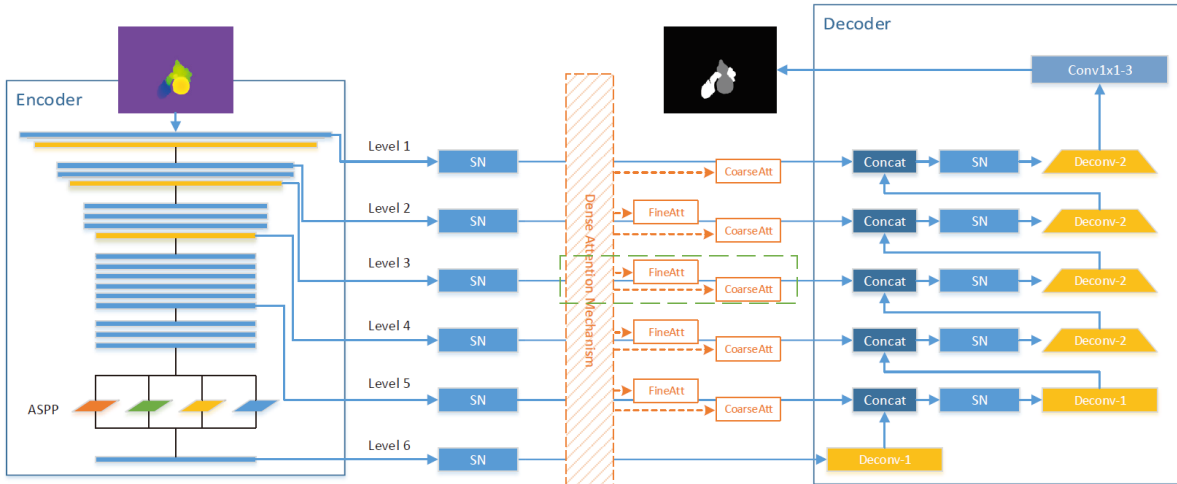 Decoder
Encoder
Conv1x1-3
Level 1
SN
CoarseAtt
Concat
SN
Deconv-2
Level 2
SN
FineAtt
CoarseAtt
Concat
SN
Deconv-2
Level 3
SN
Dense Attention Mechanism
FineAtt
CoarseAtt
Concat
SN
Deconv-2
Level 4
SN
FineAtt
CoarseAtt
Concat
SN
Deconv-2
ASPP
Level 5
SN
FineAtt
CoarseAtt
Concat
SN
Deconv-1
Level 6
SN
Deconv-1